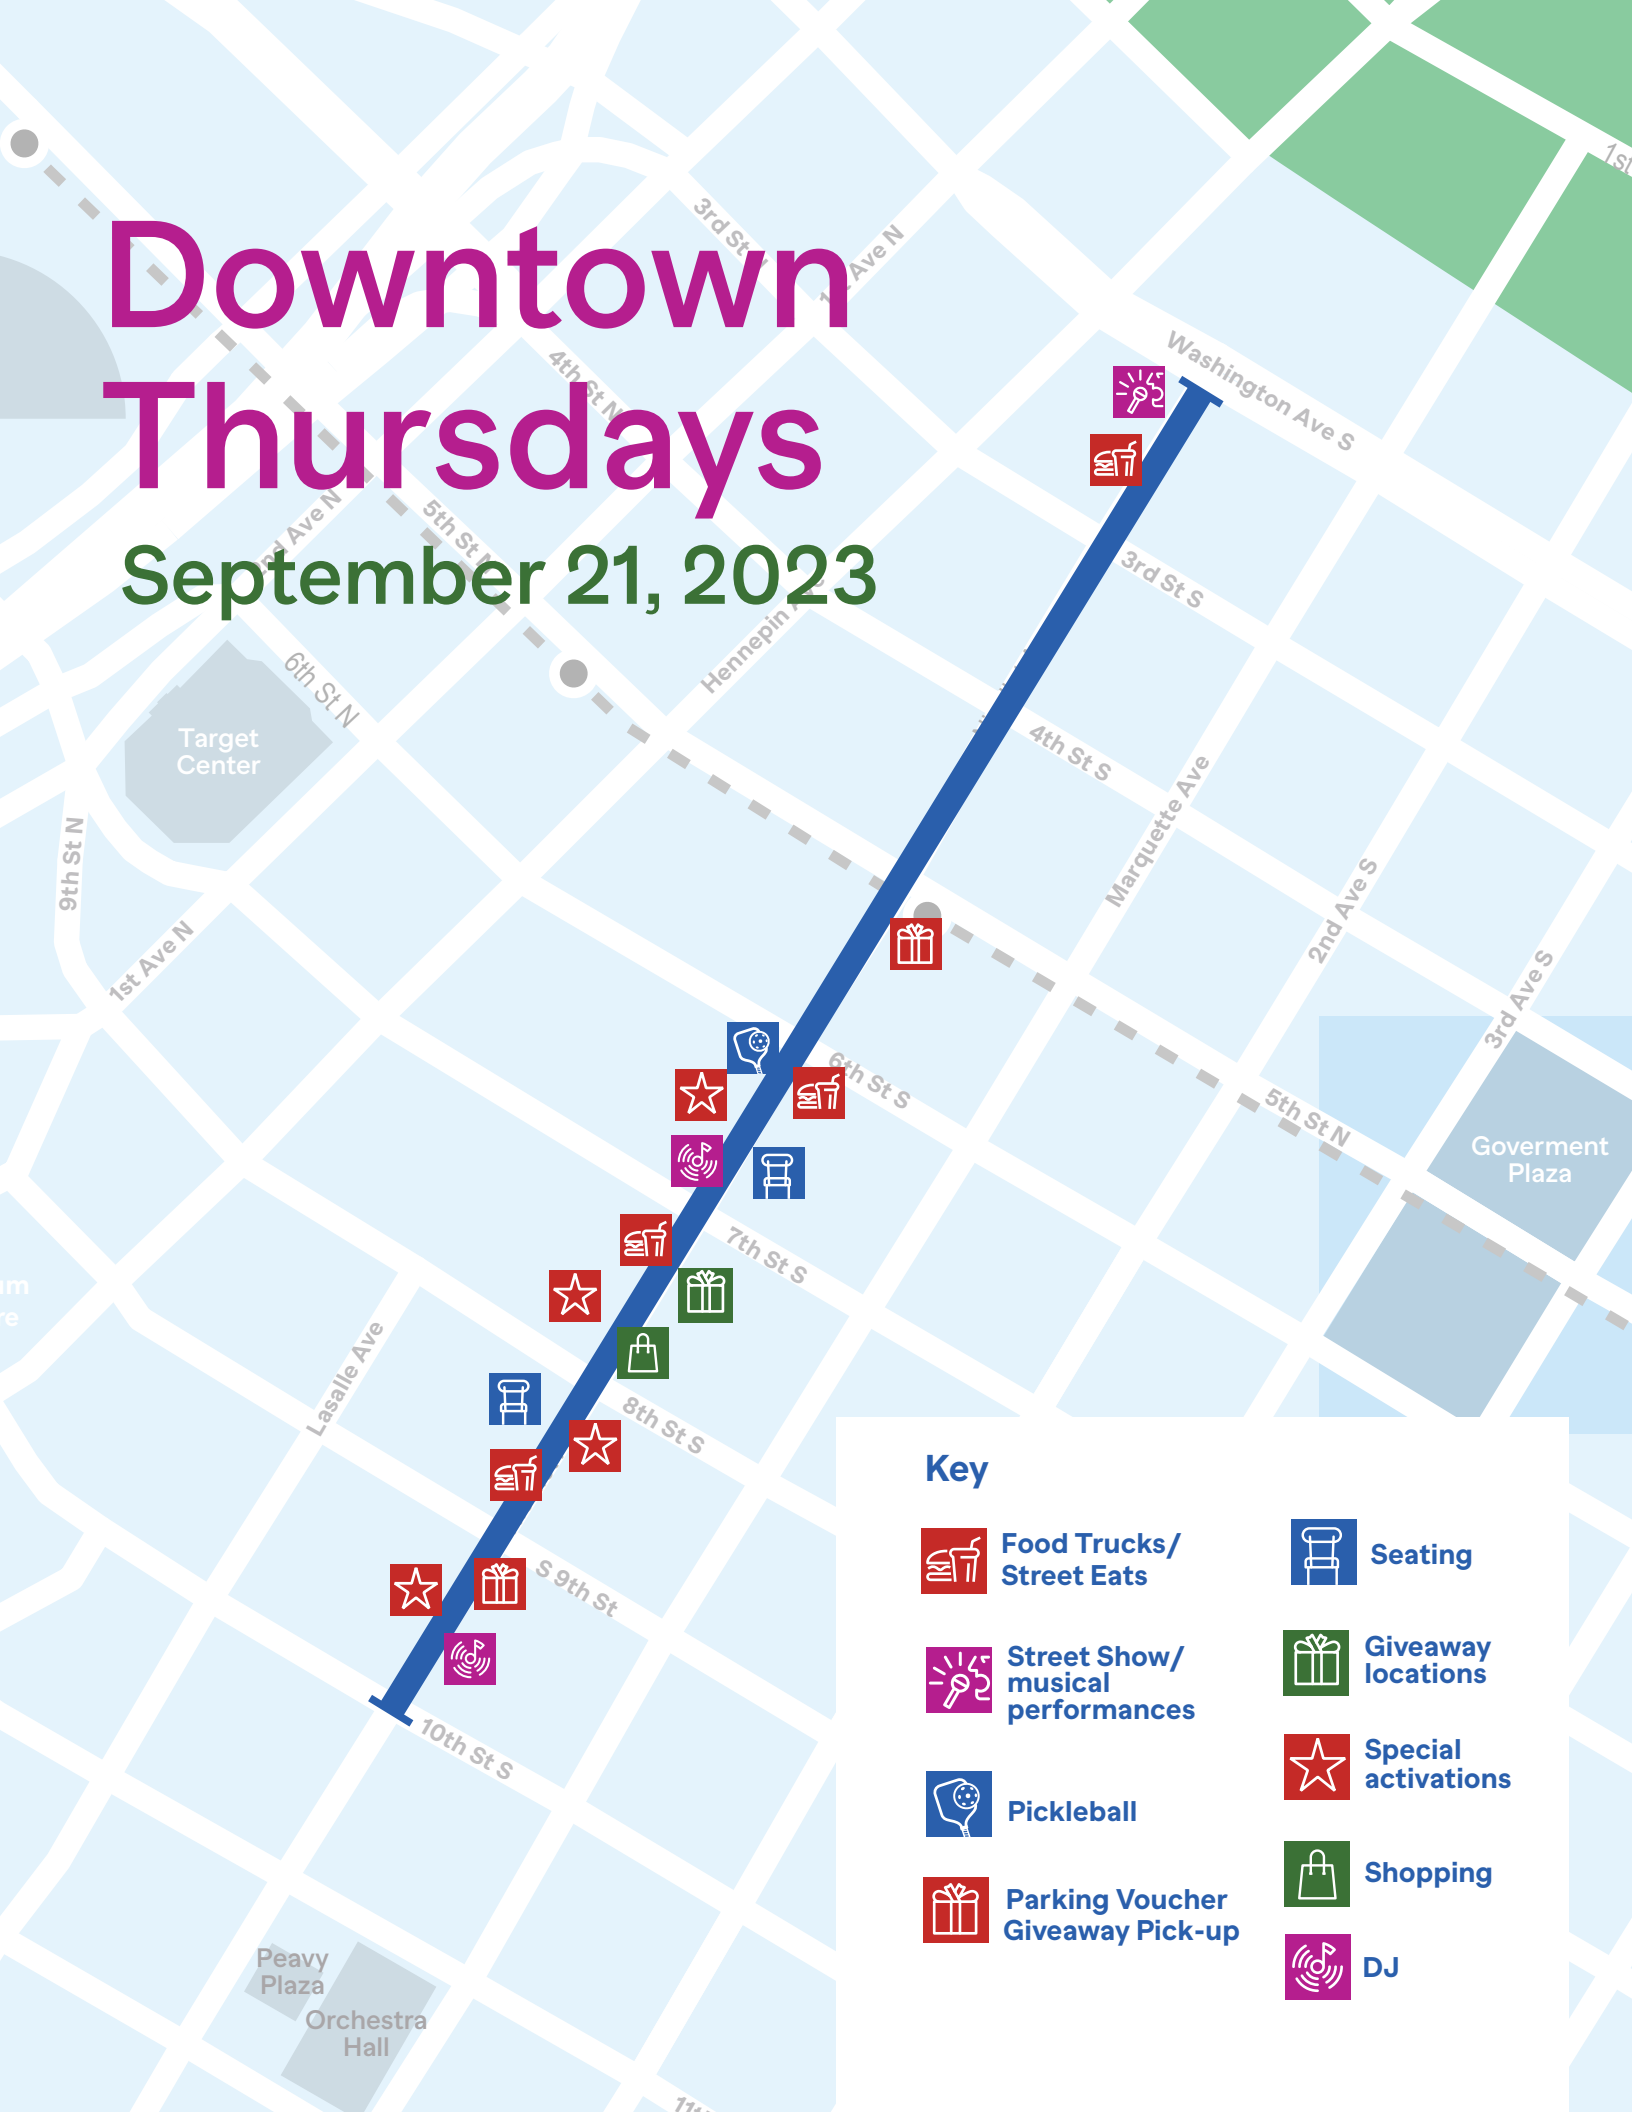 Downtown
Thursdays
September 21, 2023
3rd St
Ave N
4th St N
5th St N
Ave N
6th St N
Hennepin
Target
Center
9th St N
1st Ave N
1st
Washington Ave S
3rd St S
4th St S
Marquette Ave
2nd Ave S
3rd Ave S
6th St S
5th St N
Goverment
Plaza
7th St S
Lasalle Ave
8th St S
S 9th St
10th St S
Peavy
Plaza
Orchestra
Hall
Key
Food Trucks/
Street Eats
Street Show/
musical
performances
Pickleball
Parking Voucher
Giveaway Pick-up
Seating
Giveaway
locations
Special
activations
Shopping
DJ